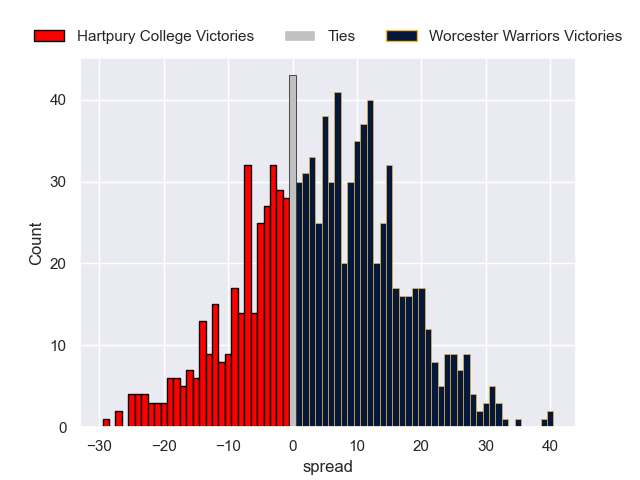 Hartpury College Victories Ties Worcester Warriors Victories
40
30
20
10
0
Count
−30 −20 −10 0 10 20 30 40
spread